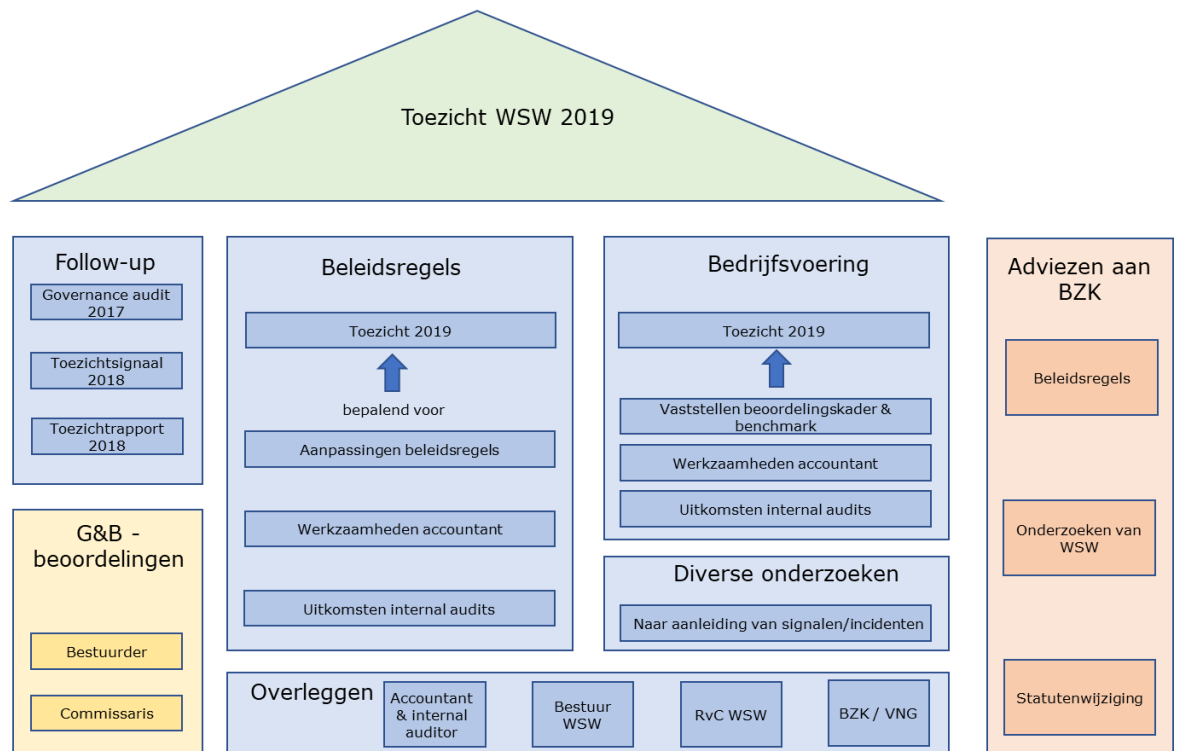 Toezicht WSW 2019
Follow-up
Governance audit
2017
Toezichtsignaal
2018
Toezichtrapport
2018
G&B -
beoordelingen
Bestuurder
Commissaris
Beleidsregels
Toezicht 2019
bepalend voor
Aanpassingen beleidsregels
Werkzaamheden accountant
Uitkomsten internal audits
Bedrijfsvoering
Toezicht 2019
Vaststellen beoordelingskader &
benchmark
Werkzaamheden accountant
Uitkomsten internal audits
Diverse onderzoeken
Naar aanleiding van signalen/incidenten
Overleggen
Accountant
& internal
auditor
Bestuur
WSW
RvC WSW
BZK / VNG
Adviezen aan
BZK
Beleidsregels
Onderzoeken van
WSW
Statutenwijziging